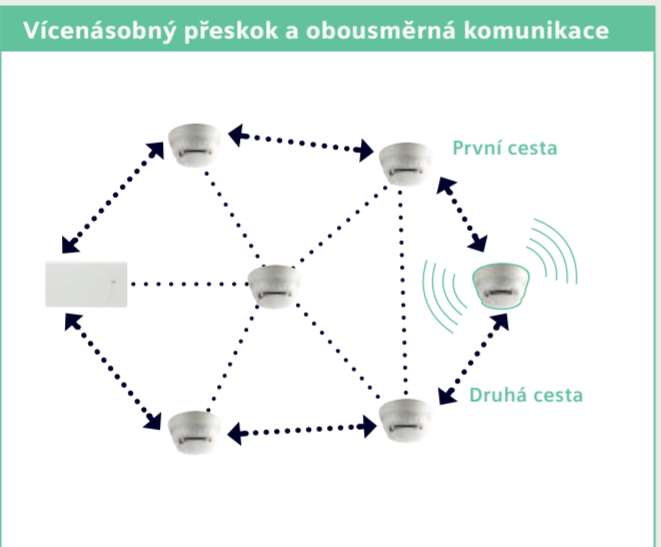 Vícenásobný přeskok a obousměrná komunikace
První cesta
Druhá cesta